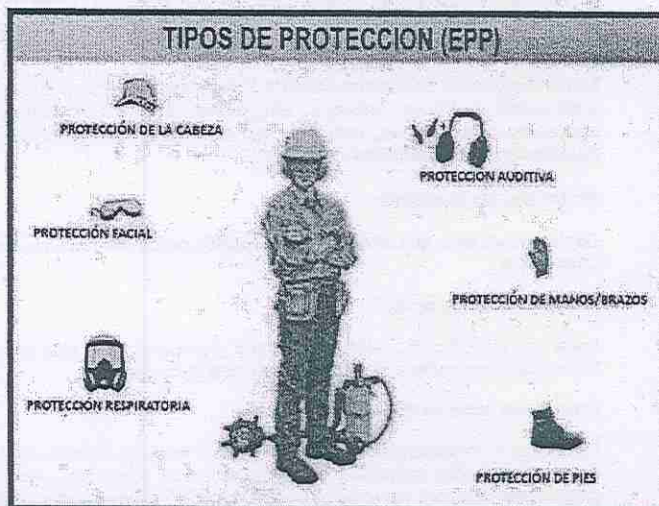 TIPOS DE PROTECCION (EPP)
PROTECCIÓN DE LA CABEZA
PROTECCION AUDITIVA
PROTECCIÓN FACIAL
PROTECCIÓN DE MANOS/BRAZOS
PROTECCIÓN RESPIRATORIA
PROTECCIÓN DE PIES